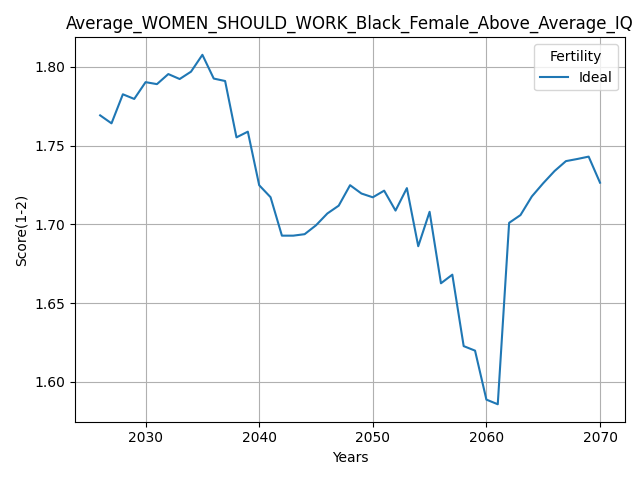 Average_WOMEN_SHOULD_WORK_Black_Female_Above_Average_IQ
Fertility
Ideal
1.80
1.75
1.70
1.65
1.60
Score(1-2)
2030
2040
2050
2060
2070
Years